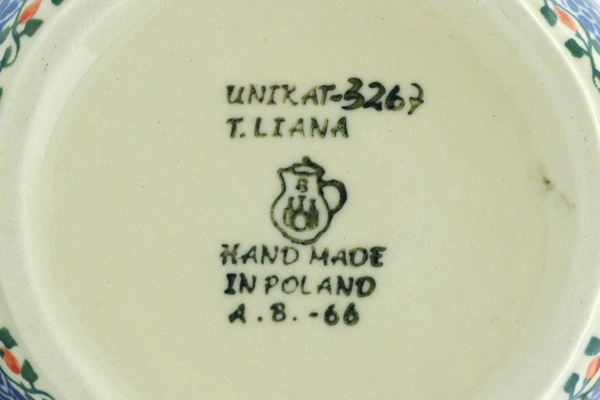 UNIKAT-3267
T. LIANA
HAND MADE
IN POLAND
A.B.-66